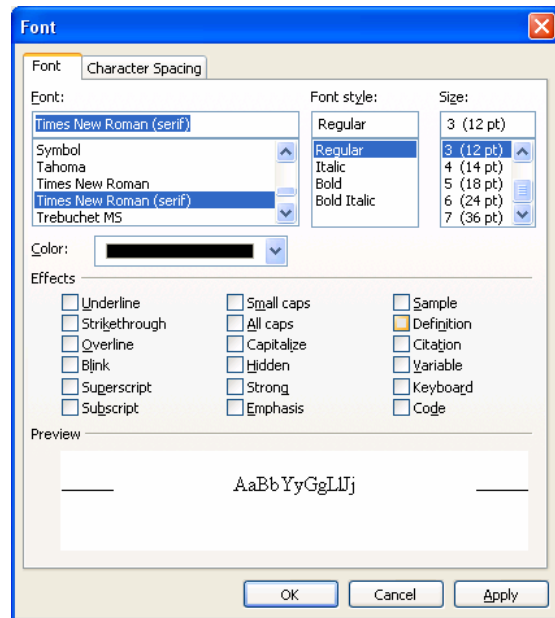 Font
Font Character Spacing
Font: Font style: Size:
Times New Roman (serif) Regular 3 (12 pt)
Symbol Regular 3 (12 pt)
Tahoma Italic 4 (14 pt)
Times New Roman Bold 5 (18 pt)
Times New Roman (serif) Bold Italic 6 (24 pt)
Trebuchet MS 7 (36 pt)
Color:
Effects
Underline Small caps Sample
Strikethrough All caps Definition
Overline Capitalize Citation
Blink Hidden Variable
Superscript Strong Keyboard
Subscript Emphasis Code
Preview
AaBbYyGgLlJj
OK Cancel Apply